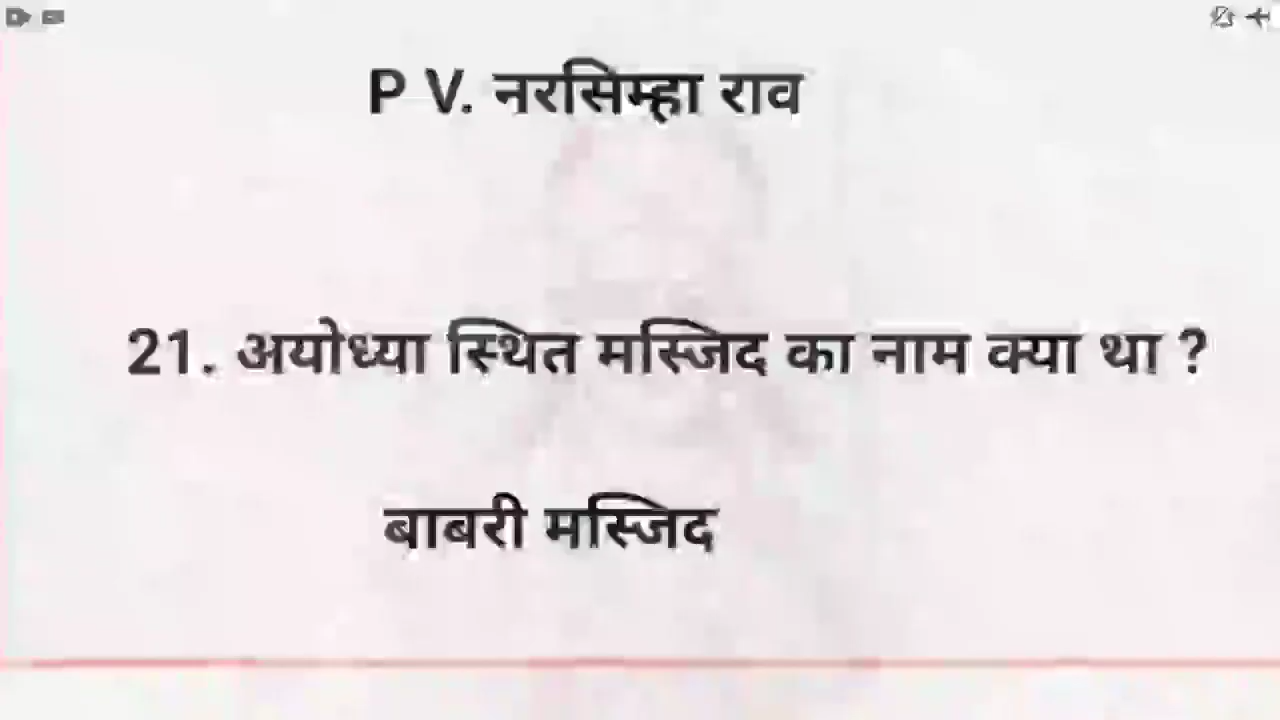 P V. नरसिम्हा राव
21. अयोध्या स्थित मस्जिद का नाम क्या था ?
बाबरी मस्जिद